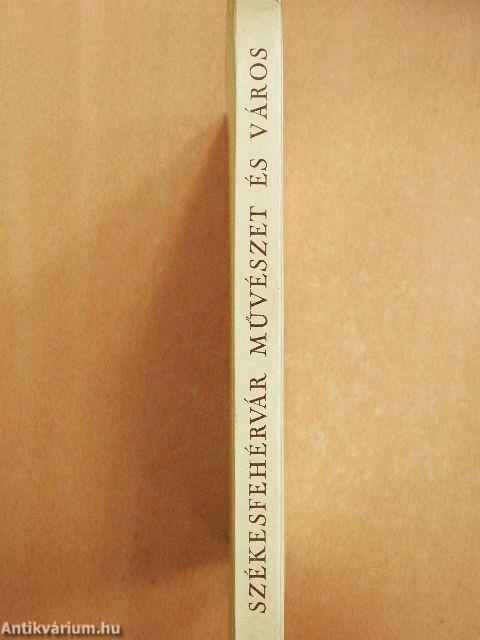 SZÉKESFEHÉRVÁR MŰVÉSZET ÉS VÁROS
Antikvárium.hu